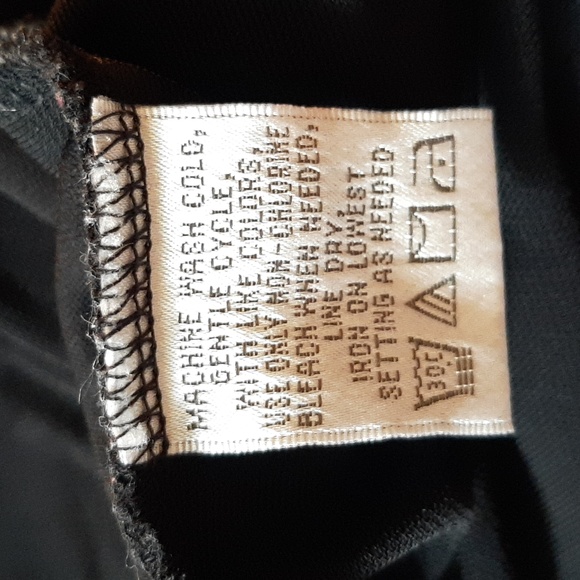 MACHINE WASH COLD,
GENTLE CYCLE,
WITH LIKE COLORS,
USE ONLY NON-CHLORINE
BLEACH WHEN NEEDED,
LINE DRY,
IRON ON LOWEST
SETTING AS NEEDED
30C